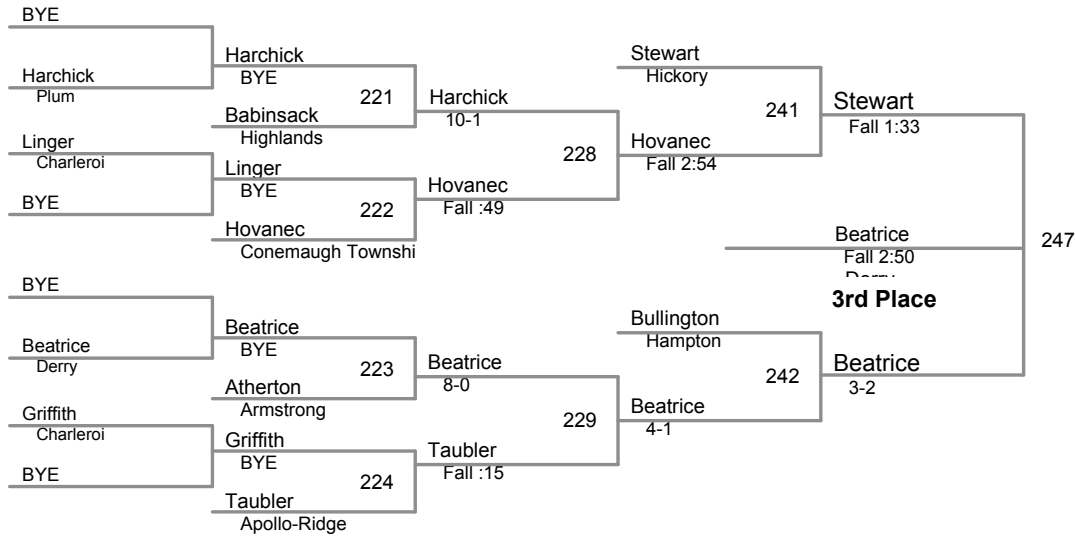 BYE
Harchick
Plum
Linger
Charleroi
BYE
BYE
Beatrice
Derry
Griffith
Charleroi
BYE
Harchick
BYE
221
Babinsack
Highlands
Linger
BYE
222
Hovanec
Conemaugh Townshi
Beatrice
BYE
223
Atherton
Armstrong
Griffith
BYE
224
Taubler
Apollo-Ridge
Harchick
10-1
228
Hovanec
Fall :49
Beatrice
8-0
229
Taubler
Fall :15
Stewart
Hickory
241
Hovanec
Fall 2:54
Bullington
Hampton
242
Beatrice
4-1
Stewart
Fall 1:33
Beatrice
Fall 2:50
3rd Place
Beatrice
3-2
247